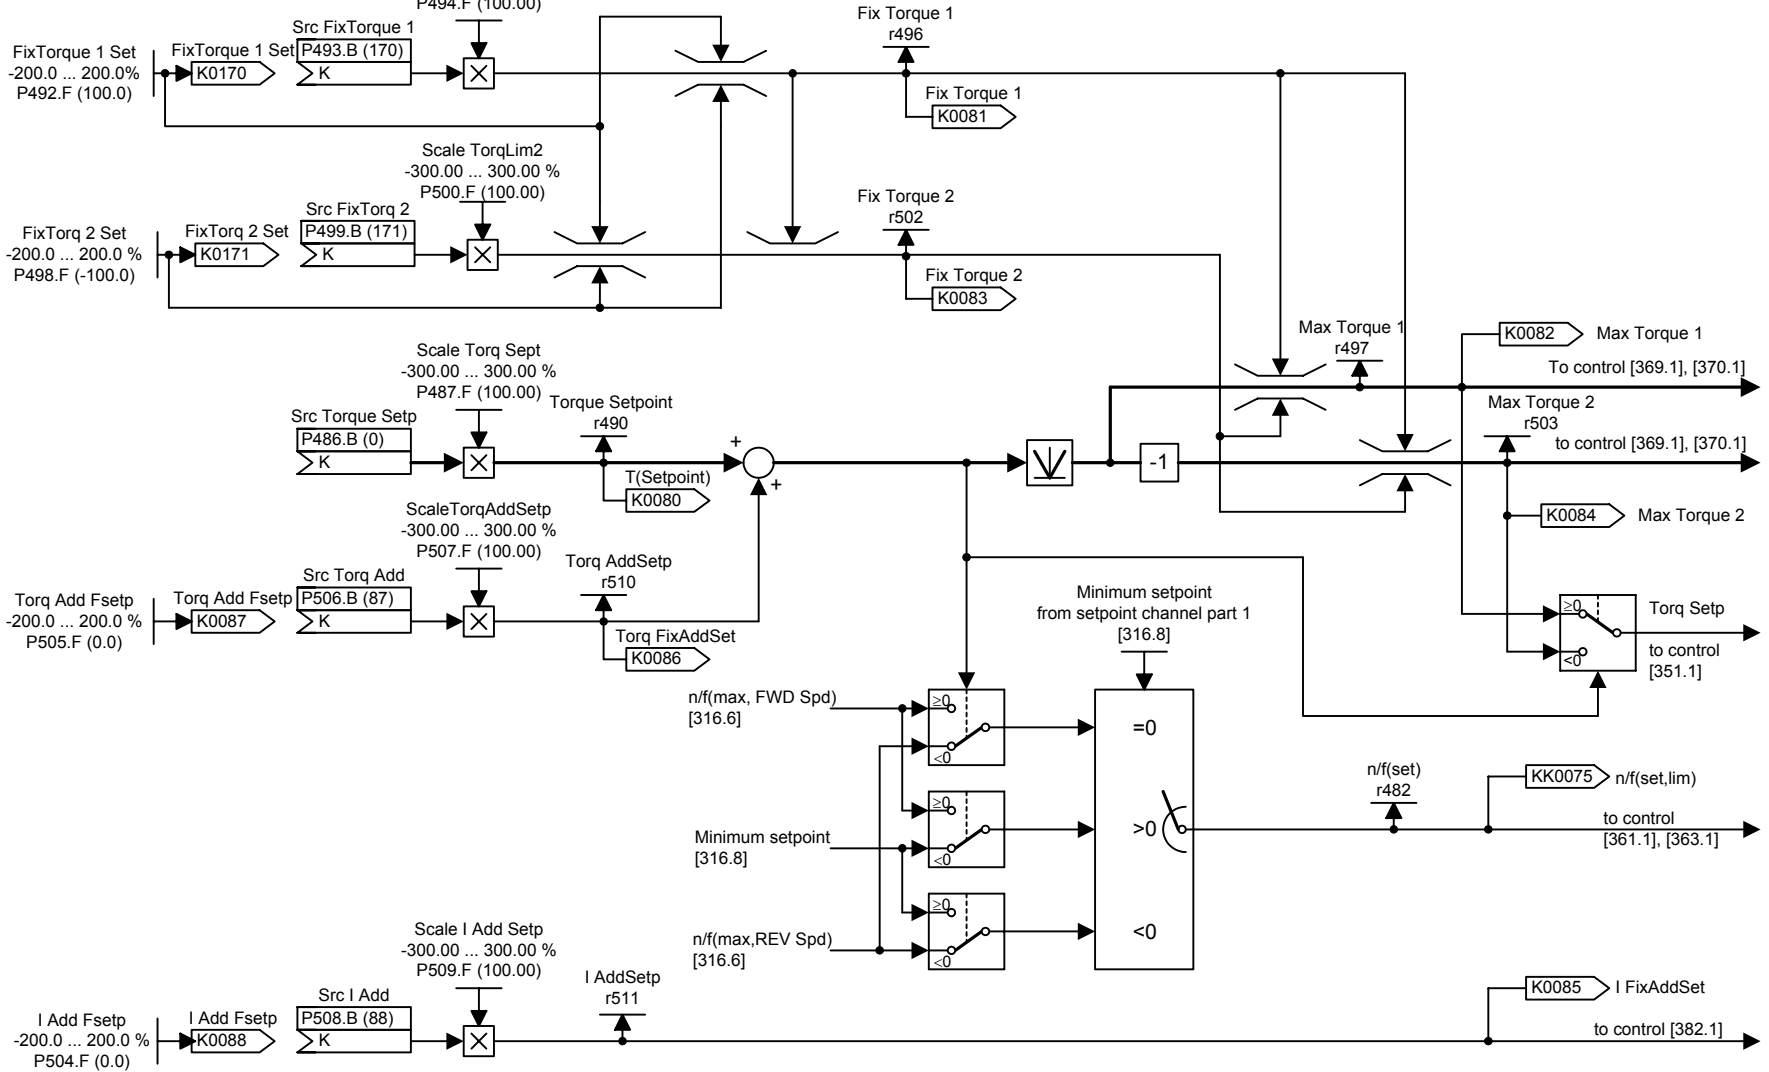 P494.F (100.00)
Src FixTorque 1
FixTorque 1 Set
-200.0 ... 200.0%
P492.F (100.0)
FixTorque 1 Set
K0170
P493.B (170)
K
Fix Torque 1
r496
Fix Torque 1
K0081
Scale TorqLim2
-300.00 ... 300.00 %
P500.F (100.00)
FixTorq 2 Set
-200.0 ... 200.0 %
P498.F (-100.0)
FixTorq 2 Set
K0171
Src FixTorq 2
P499.B (171)
K
Fix Torque 2
r502
Fix Torque 2
K0083
Max Torque 1
r497
K0082
Max Torque 1
To control [369.1], [370.1]
Scale Torq Sept
-300.00 ... 300.00 %
P487.F (100.00)
Src Torque Setp
P486.B (0)
K
Torque Setpoint
r490
T(Setpoint)
K0080
+
+
-1
Max Torque 2
r503
to control [369.1], [370.1]
K0084
Max Torque 2
ScaleTorqAddSetp
-300.00 ... 300.00 %
P507.F (100.00)
Torq Add Fsetp
-200.0 ... 200.0 %
P505.F (0.0)
Torq Add Fsetp
K0087
Src Torq Add
P506.B (87)
K
Torq AddSetp
r510
Torq FixAddSet
K0086
Minimum setpoint
from setpoint channel part 1
[316.8]
≥0
<0
Torq Setp
to control
[351.1]
n/f(max, FWD Spd)
[316.6]
≥0
<0
=0
Minimum setpoint
[316.8]
≥0
<0
>0
n/f(max,REV Spd)
[316.6]
≥0
<0
<0
n/f(set)
r482
KK0075
n/f(set,lim)
to control
[361.1], [363.1]
Scale I Add Setp
-300.00 ... 300.00 %
P509.F (100.00)
I Add Fsetp
-200.0 ... 200.0 %
P504.F (0.0)
I Add Fsetp
K0088
Src I Add
P508.B (88)
K
I AddSetp
r511
K0085
I FixAddSet
to control [382.1]